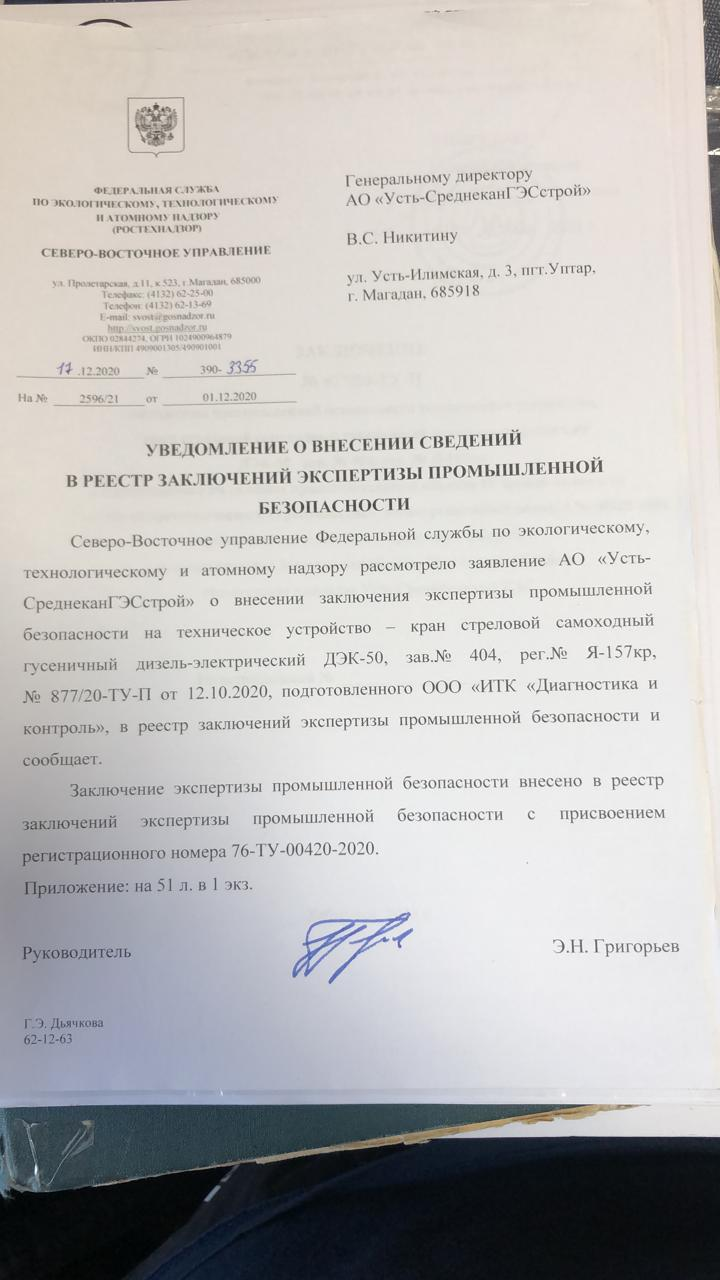 ФЕДЕРАЛЬНАЯ СЛУЖБА
ПО ЭКОЛОГИЧЕСКОМУ, ТЕХНОЛОГИЧЕСКОМУ
И АТОМНОМУ НАДЗОРУ
(РОСТЕХНАДЗОР)
СЕВЕРО-ВОСТОЧНОЕ УПРАВЛЕНИЕ
ул. Пролетарская, д.11, к.523, г.Магадан, 685000
Телефакс: (4132) 62-25-00
Телефон: (4132) 62-13-69
E-mail: svost@gosnadzor.ru
http://svost.gosnadzor.ru
ОКПО 02844274, ОГРН 1024900964879
ИНН/КПП 4909001305/490901001
17 .12.2020 № 390- 3355
На № 2596/21 от 01.12.2020
Генеральному директору
АО «Усть-СреднеканГЭСстрой»
В.С. Никитину
ул. Усть-Илимская, д. 3, пгт.Уптар,
г. Магадан, 685918
УВЕДОМЛЕНИЕ О ВНЕСЕНИИ СВЕДЕНИЙ
В РЕЕСТР ЗАКЛЮЧЕНИЙ ЭКСПЕРТИЗЫ ПРОМЫШЛЕННОЙ
БЕЗОПАСНОСТИ
Северо-Восточное управление Федеральной службы по экологическому,
технологическому и атомному надзору рассмотрело заявление АО «Усть-
СреднеканГЭСстрой» о внесении заключения экспертизы промышленной
безопасности на техническое устройство – кран стреловой самоходный
гусеничный дизель-электрический ДЭК-50, зав.№ 404, рег.№ Я-157кр,
№ 877/20-ТУ-П от 12.10.2020, подготовленного ООО «ИТК «Диагностика и
контроль», в реестр заключений экспертизы промышленной безопасности и
сообщает.
Заключение экспертизы промышленной безопасности внесено в реестр
заключений экспертизы промышленной безопасности с присвоением
регистрационного номера 76-ТУ-00420-2020.
Приложение: на 51 л. в 1 экз.
Руководитель Э.Н. Григорьев
Г.Э. Дьячкова
62-12-63